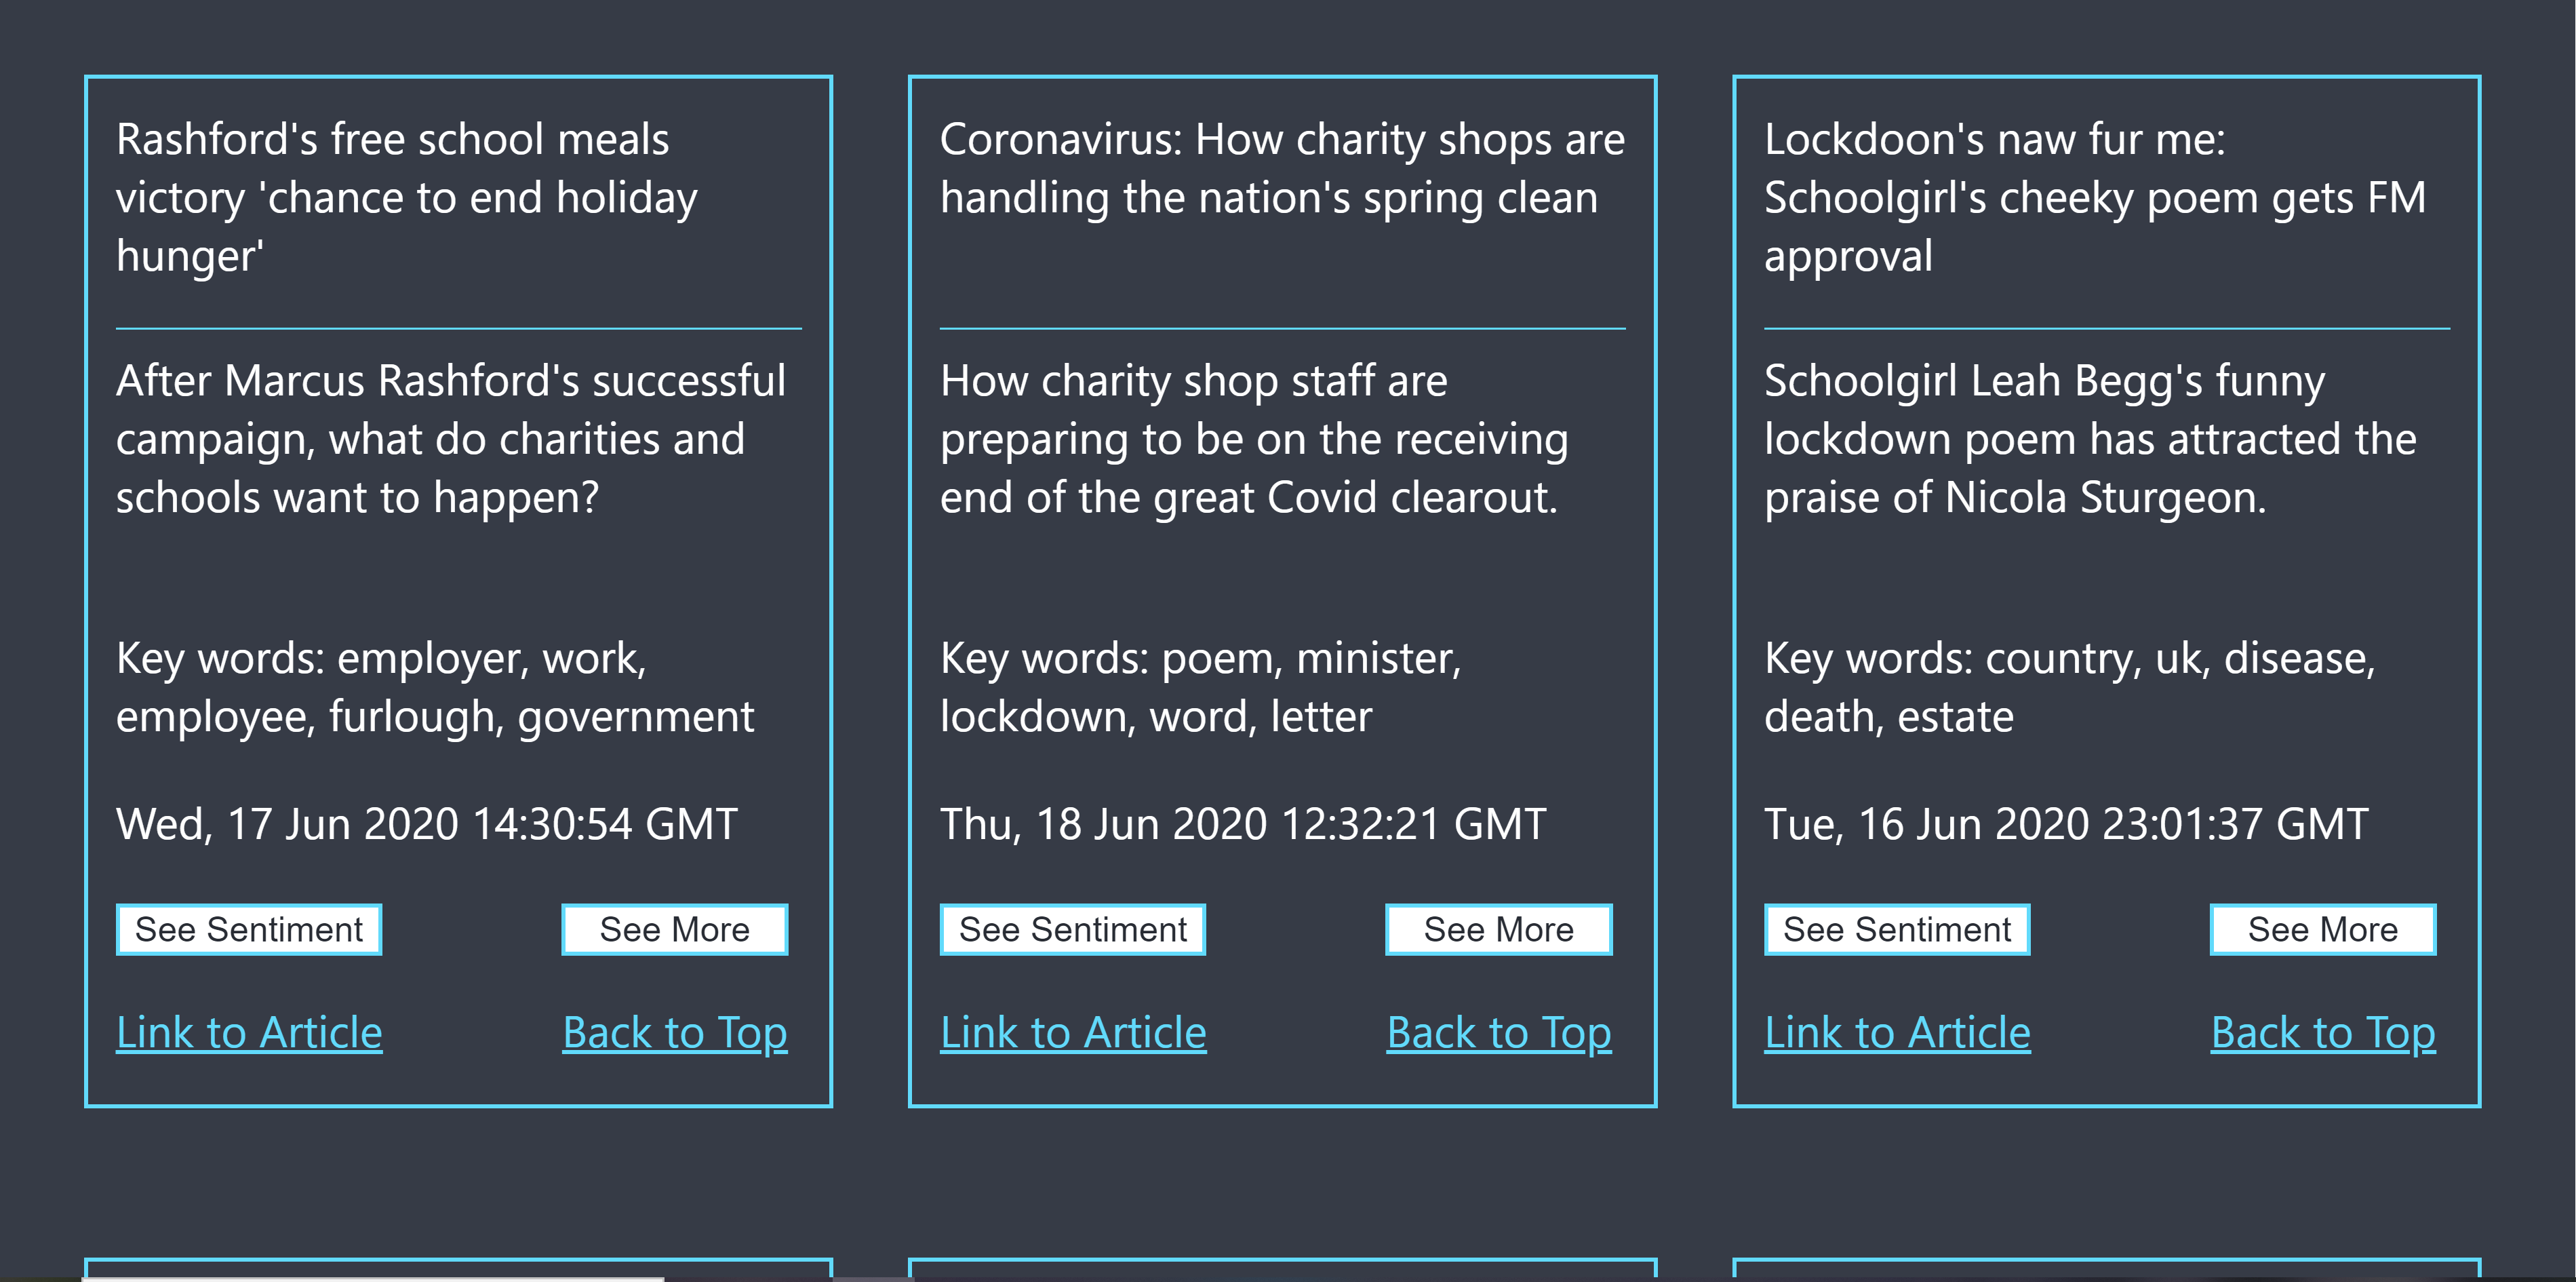 Rashford's free school meals
victory 'chance to end holiday
hunger'
After Marcus Rashford's successful
campaign, what do charities and
schools want to happen?
Key words: employer, work,
employee, furlough, government
Wed, 17 Jun 2020 14:30:54 GMT
See Sentiment
See More
Link to Article
Back to Top
Coronavirus: How charity shops are
handling the nation's spring clean
How charity shop staff are
preparing to be on the receiving
end of the great Covid clearout.
Key words: poem, minister,
lockdown, word, letter
Thu, 18 Jun 2020 12:32:21 GMT
See Sentiment
See More
Link to Article
Back to Top
Lockdoon's naw fur me:
Schoolgirl's cheeky poem gets FM
approval
Schoolgirl Leah Begg's funny
lockdown poem has attracted the
praise of Nicola Sturgeon.
Key words: country, uk, disease,
death, estate
Tue, 16 Jun 2020 23:01:37 GMT
See Sentiment
See More
Link to Article
Back to Top